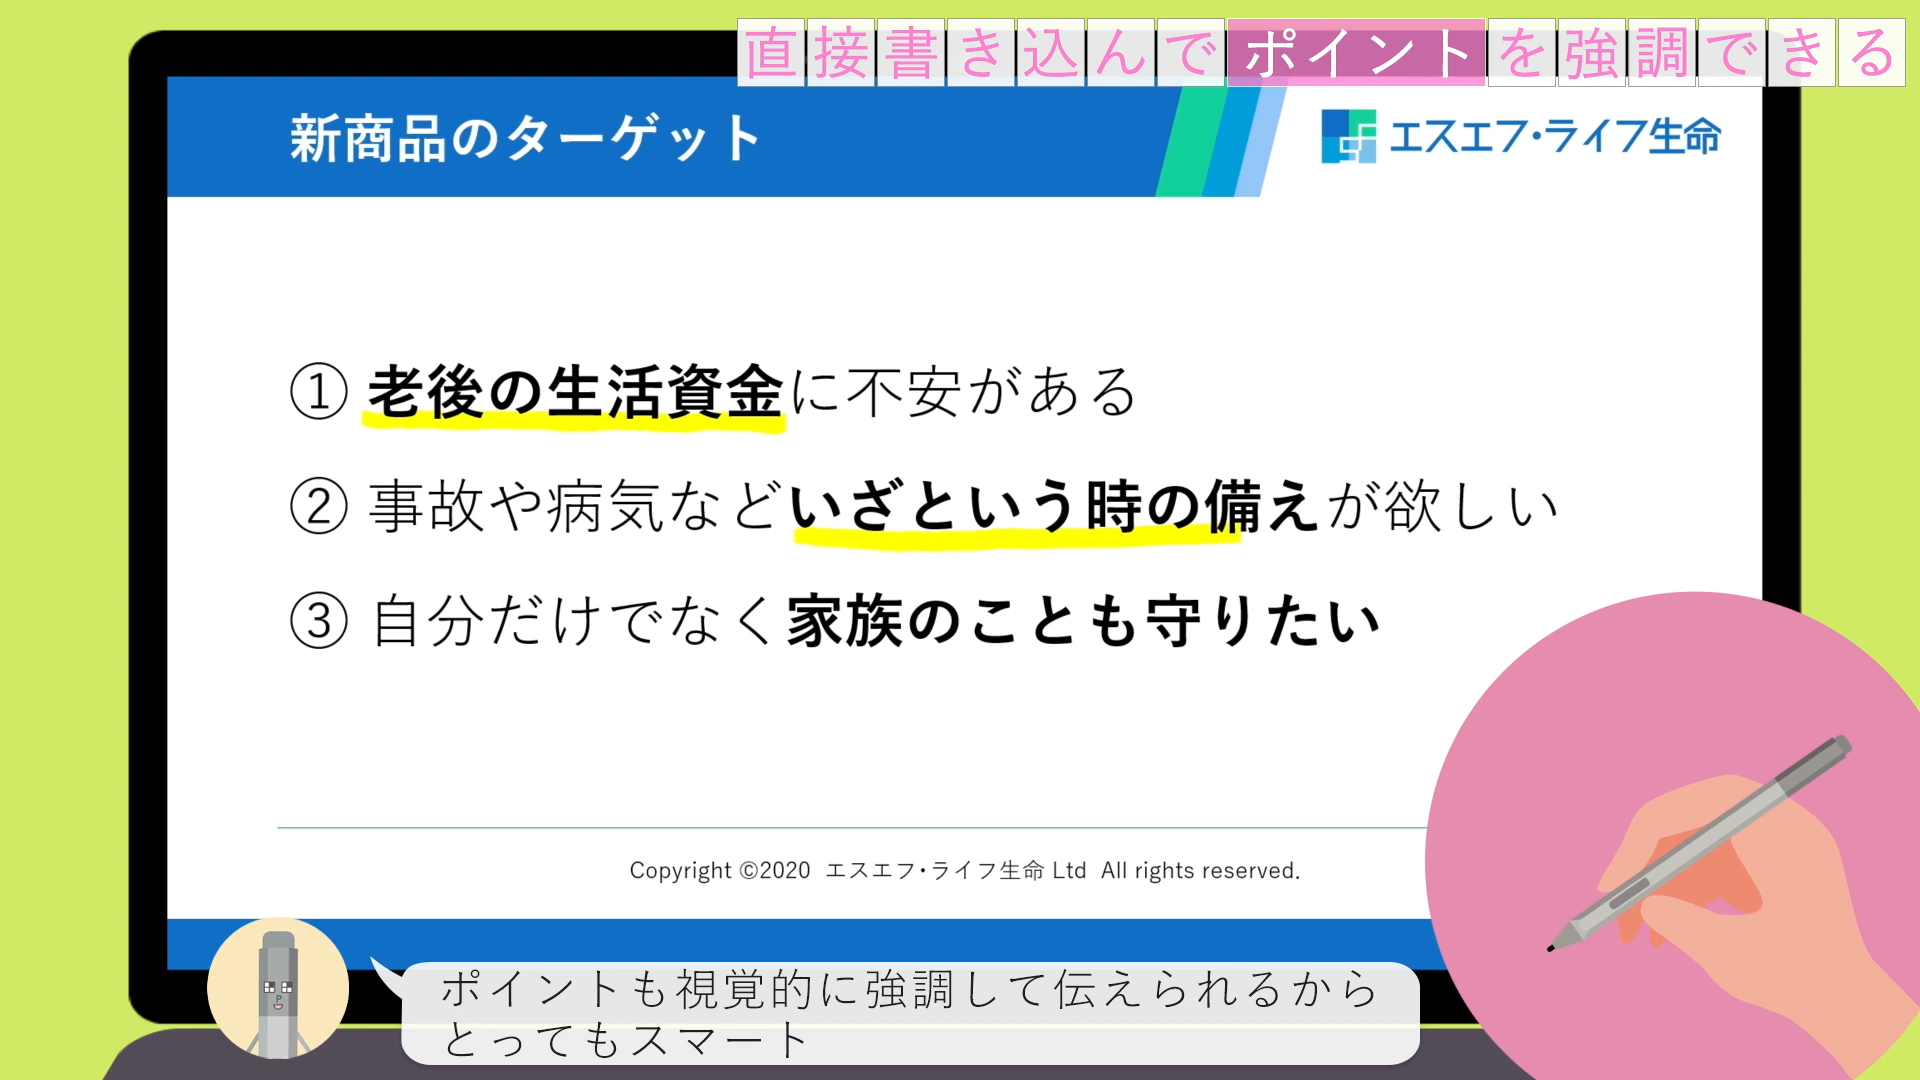 直接書き込んでポイントを強調できる
新商品のターゲット
エスエフ・ライフ生命
① 老後の生活資金に不安がある
② 事故や病気などいざという時の備えが欲しい
③ 自分だけでなく家族のことも守りたい
Copyright ©2020 エスエフ・ライフ生命 Ltd All rights reserved.
ポイントも視覚的に強調して伝えられるから
とってもスマート